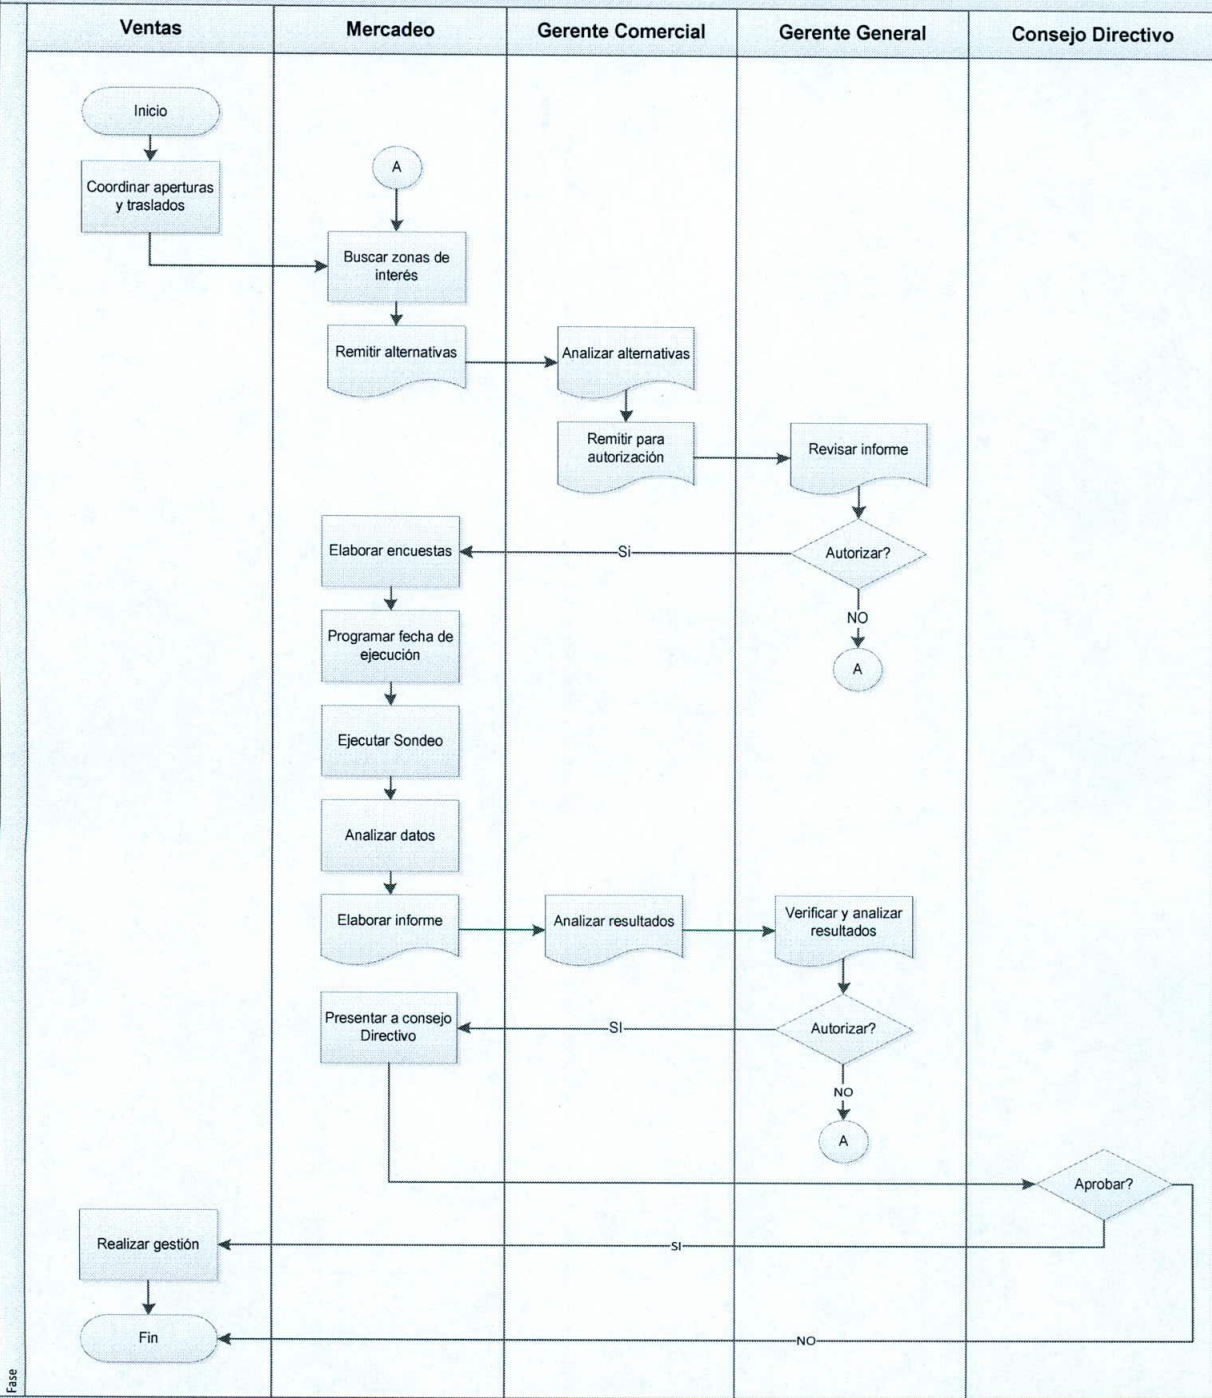 Ventas
Mercadeo
Gerente Comercial
Gerente General
Consejo Directivo
Inicio
Coordinar aperturas
y traslados
A
Buscar zonas de
interés
Remitir alternativas
Analizar alternativas
Remitir para
autorización
Revisar informe
Autorizar?
Si
Elaborar encuestas
NO
A
Programar fecha de
ejecución
Ejecutar Sondeo
Analizar datos
Elaborar informe
Analizar resultados
Verificar y analizar
resultados
Autorizar?
SI
Presentar a consejo
Directivo
NO
A
Aprobar?
SI
Realizar gestión
NO
Fin
Fase